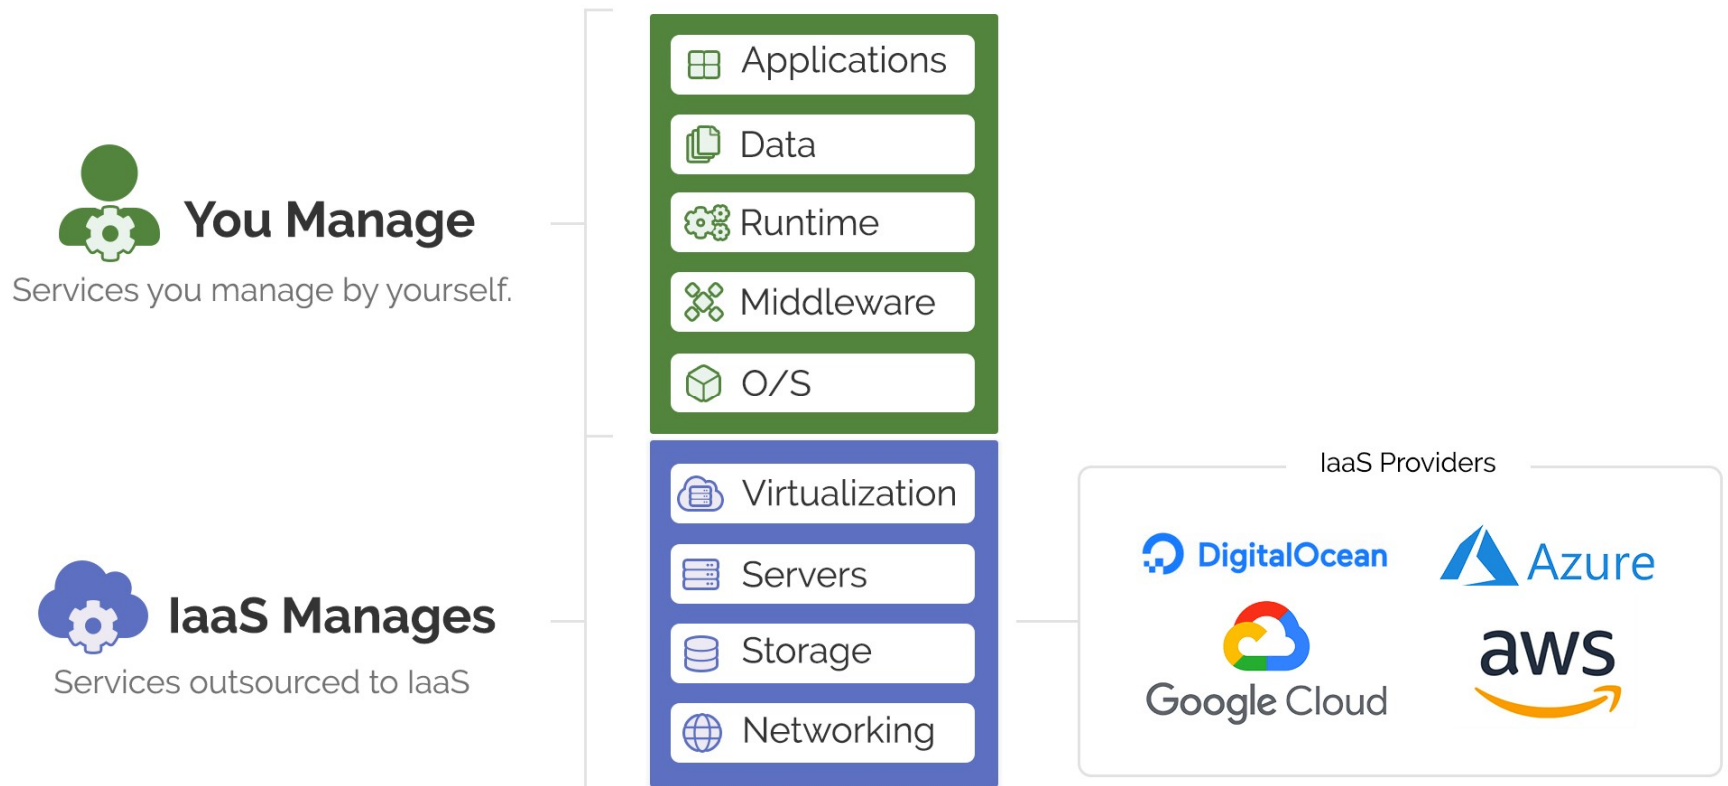 You Manage
Services you manage by yourself.
Applications
Data
Runtime
Middleware
O/S
IaaS Manages
Services outsourced to IaaS
Virtualization
Servers
Storage
Networking
IaaS Providers
DigitalOcean
Azure
Google Cloud
aws